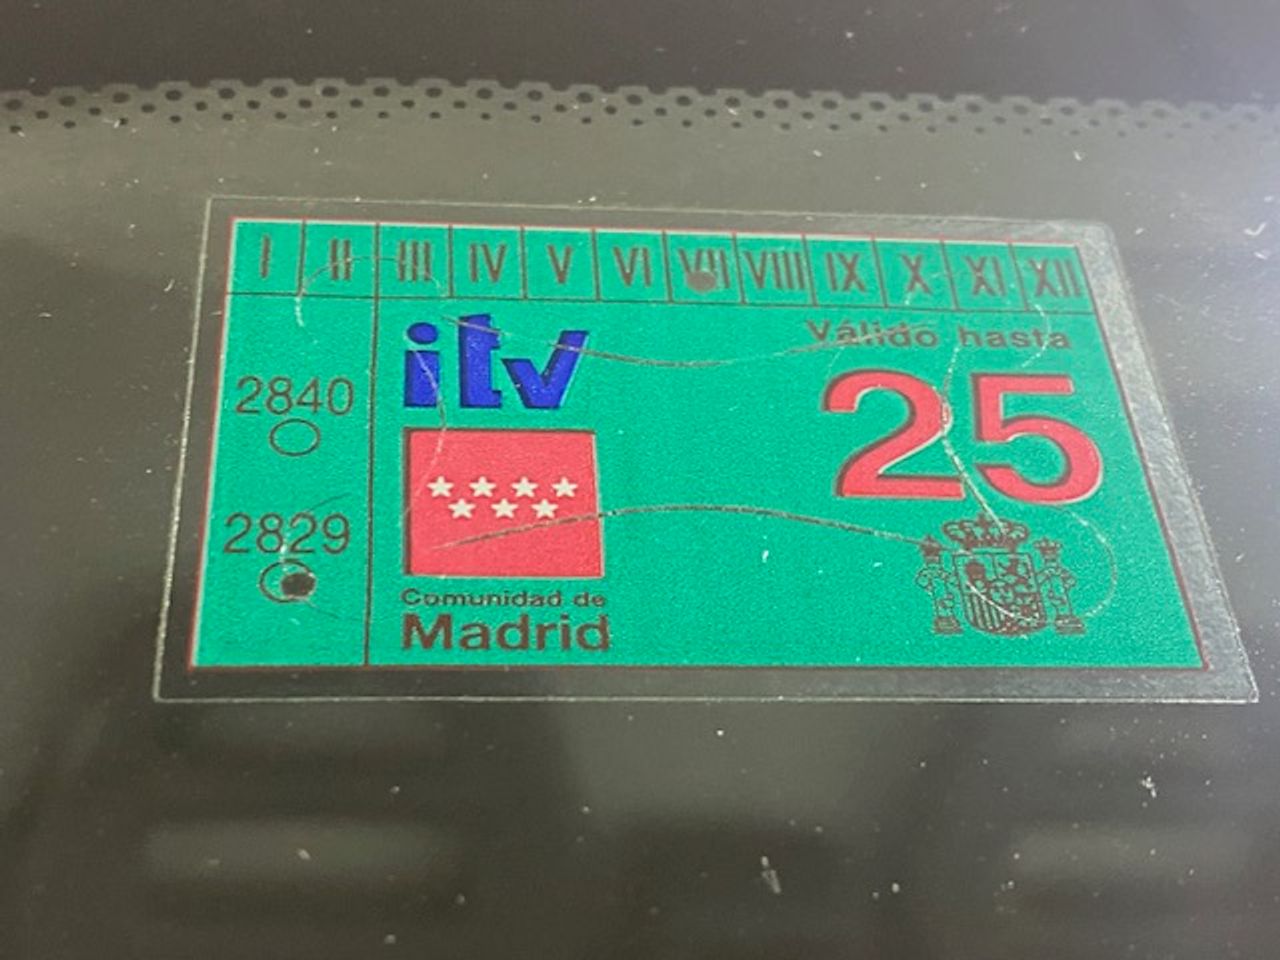 I II III IV V VI VII VIII IX X XI XII
itv
Válido hasta
25
2840
2829
Comunidad de
Madrid